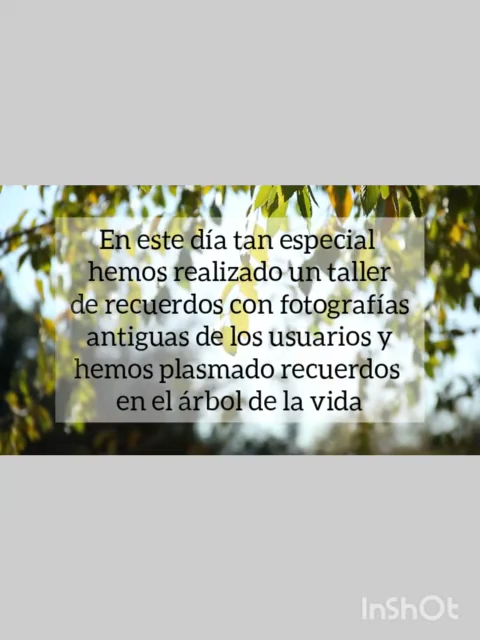 En este día tan especial
hemos realizado un taller
de recuerdos con fotografías
antiguas de los usuarios y
hemos plasmado recuerdos
en el árbol de la vida
InShOt